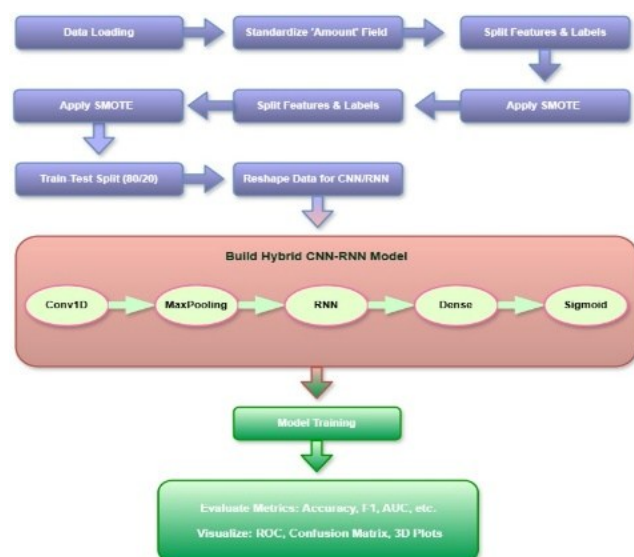 Data Loading
Standardize 'Amount' Field
Split Features & Labels
Apply SMOTE
Split Features & Labels
Apply SMOTE
Train-Test Split (80/20)
Reshape Data for CNN/RNN
Build Hybrid CNN-RNN Model
Conv1D
MaxPooling
RNN
Dense
Sigmoid
Model Training
Evaluate Metrics: Accuracy, F1, AUC, etc.
Visualize: ROC, Confusion Matrix, 3D Plots